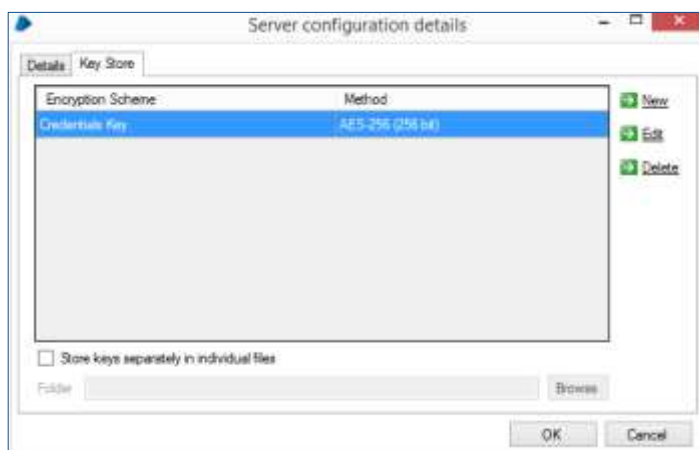 Server configuration details
Details Key Store
Encryption Scheme Method
Credentials Key AES-256 (256 bit)
New
Edit
Delete
Store keys separately in individual files
Folder Browse
OK Cancel